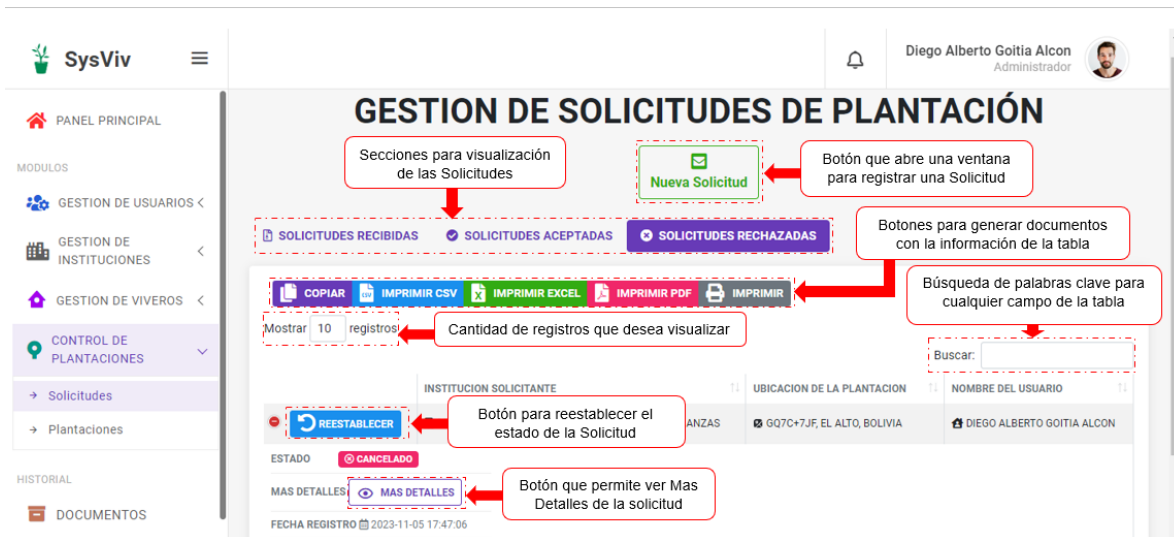 SysViv
Diego Alberto Goitia Alcon
Administrador
PANEL PRINCIPAL
MODULOS
GESTION DE USUARIOS
GESTION DE
INSTITUCIONES
GESTION DE VIVEROS
CONTROL DE
PLANTACIONES
Solicitudes
Plantaciones
HISTORIAL
DOCUMENTOS
GESTION DE SOLICITUDES DE PLANTACIÓN
Secciones para visualización
de las Solicitudes
Nueva Solicitud
Botón que abre una ventana
para registrar una Solicitud
SOLICITUDES RECIBIDAS SOLICITUDES ACEPTADAS SOLICITUDES RECHAZADAS
Botones para generar documentos
con la información de la tabla
COPIAR IMPRIMIR CSV IMPRIMIR EXCEL IMPRIMIR PDF IMPRIMIR
Búsqueda de palabras clave para
cualquier campo de la tabla
Mostrar 10 registros
Cantidad de registros que desea visualizar
Buscar:
INSTITUCION SOLICITANTE UBICACION DE LA PLANTACION NOMBRE DEL USUARIO
REESTABLECER
Botón para reestablecer el
estado de la Solicitud
ANZAS GQ7C+7JF, EL ALTO, BOLIVIA DIEGO ALBERTO GOITIA ALCON
ESTADO CANCELADO
MAS DETALLES MAS DETALLES
Botón que permite ver Mas
Detalles de la solicitud
FECHA REGISTRO 2023-11-05 17:47:06